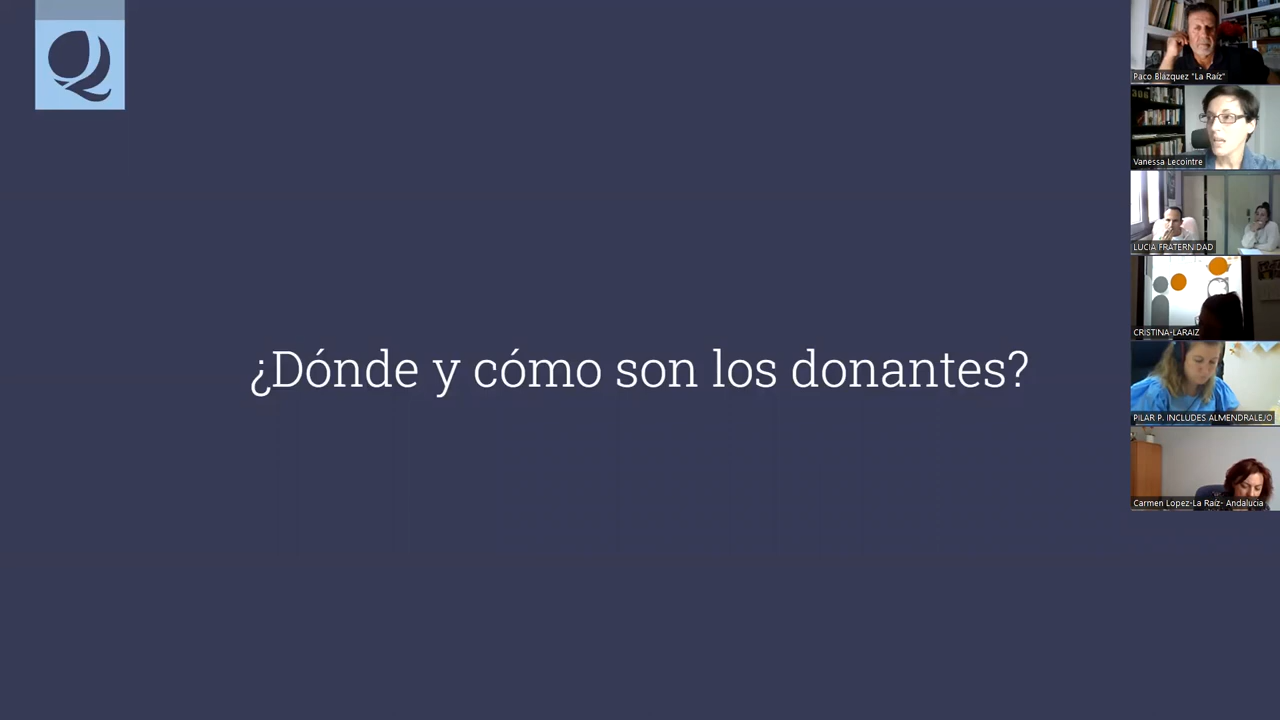 ¿Dónde y cómo son los donantes?
Paco Blázquez "La Raíz"
Vanessa Lecointre
LUCIA FRATERNIDAD
CRISTINA-LARAIZ
PILAR P. INCLUDES ALMENDRALEJO
Carmen Lopez-La Raíz- Andalucia